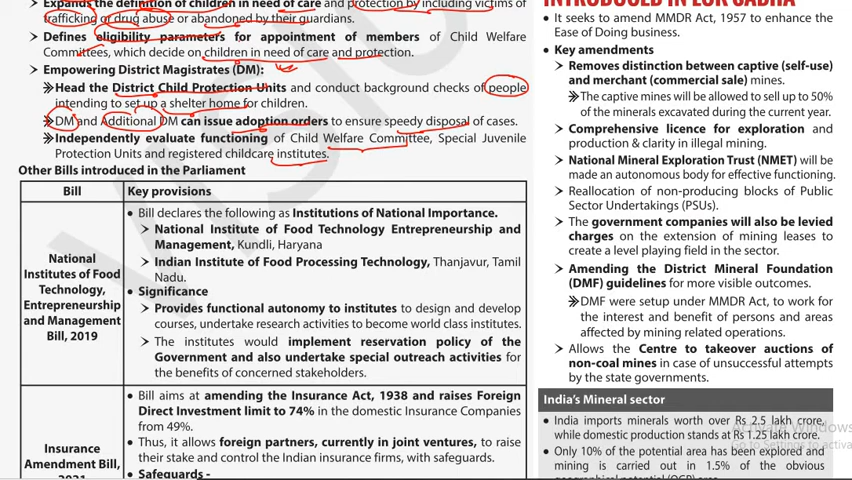 Expands the definition of children in need of care and protection by including victims of
trafficking or drug abuse or abandoned by their guardians.
➢ Defines eligibility parameters for appointment of members of Child Welfare
Committees, which decide on children in need of care and protection.
➢ Empowering District Magistrates (DM):
Head the District Child Protection Units and conduct background checks of people
intending to set up a shelter home for children.
DM and Additional DM can issue adoption orders to ensure speedy disposal of cases.
Independently evaluate functioning of Child Welfare Committee, Special Juvenile
Protection Units and registered childcare institutes.
Other Bills introduced in the Parliament
Bill
Key provisions
National
Institutes of Food
Technology,
Entrepreneurship
and Management
Bill, 2019
• Bill declares the following as Institutions of National Importance.
➢ National Institute of Food Technology Entrepreneurship and
Management, Kundli, Haryana
➢ Indian Institute of Food Processing Technology, Thanjavur, Tamil
Nadu.
• Significance
➢ Provides functional autonomy to institutes to design and develop
courses, undertake research activities to become world class institutes.
➢ The institutes would implement reservation policy of the
Government and also undertake special outreach activities for
the benefits of concerned stakeholders.
Insurance
Amendment Bill,
2021
• Bill aims at amending the Insurance Act, 1938 and raises Foreign
Direct Investment limit to 74% in the domestic Insurance Companies
from 49%.
• Thus, it allows foreign partners, currently in joint ventures, to raise
their stake and control the Indian insurance firms, with safeguards.
• Safeguards -
INTRODUCED IN LOK SABHA
• It seeks to amend MMDR Act, 1957 to enhance the
Ease of Doing business.
• Key amendments
➢ Removes distinction between captive (self-use)
and merchant (commercial sale) mines.
The captive mines will be allowed to sell up to 50%
of the minerals excavated during the current year.
➢ Comprehensive licence for exploration and
production & clarity in illegal mining.
➢ National Mineral Exploration Trust (NMET) will be
made an autonomous body for effective functioning.
➢ Reallocation of non-producing blocks of Public
Sector Undertakings (PSUs).
➢ The government companies will also be levied
charges on the extension of mining leases to
create a level playing field in the sector.
➢ Amending the District Mineral Foundation
(DMF) guidelines for more visible outcomes.
DMF were setup under MMDR Act, to work for
the interest and benefit of persons and areas
affected by mining related operations.
➢ Allows the Centre to takeover auctions of
non-coal mines in case of unsuccessful attempts
by the state governments.
India's Mineral sector
• India imports minerals worth over Rs 2.5 lakh crore,
while domestic production stands at Rs 1.25 lakh crore.
• Only 10% of the potential area has been explored and
mining is carried out in 1.5% of the obvious
geographical potential (OGP) area.
Activate Windows
Go to Settings to activa